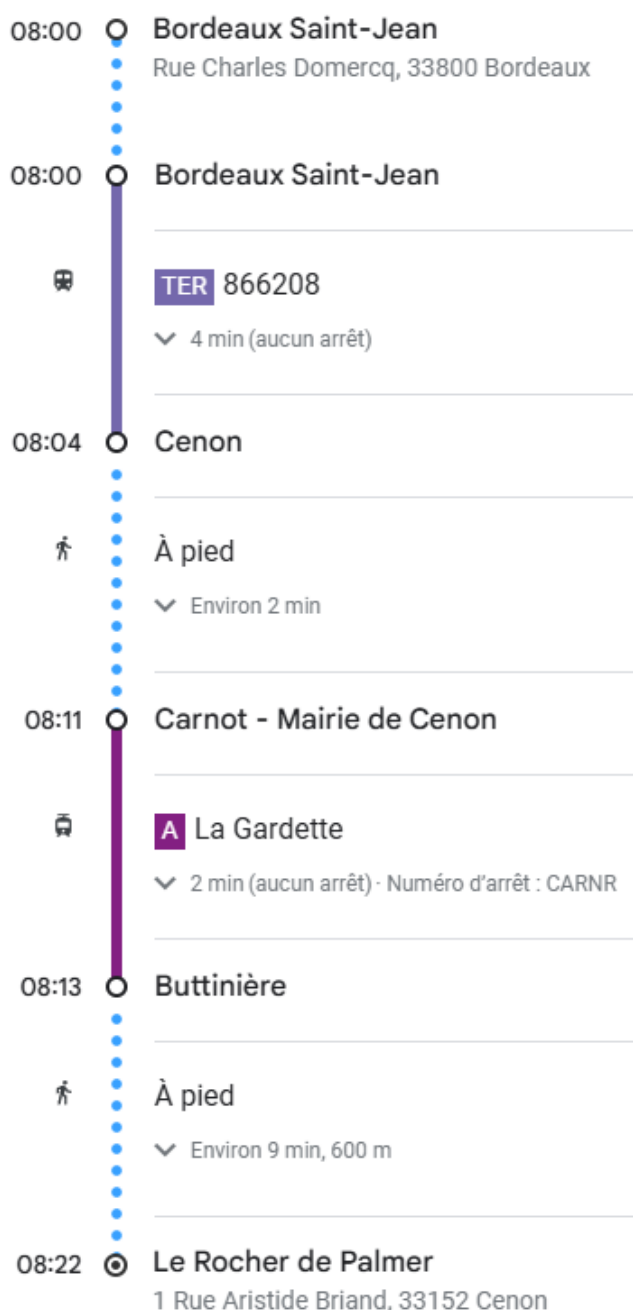 08:00 Bordeaux Saint-Jean
Rue Charles Domercq, 33800 Bordeaux
08:00 Bordeaux Saint-Jean
TER 866208
4 min (aucun arrêt)
08:04 Cenon
À pied
Environ 2 min
08:11 Carnot - Mairie de Cenon
A La Gardette
2 min (aucun arrêt) · Numéro d'arrêt : CARNR
08:13 Buttinière
À pied
Environ 9 min, 600 m
08:22 Le Rocher de Palmer
1 Rue Aristide Briand, 33152 Cenon